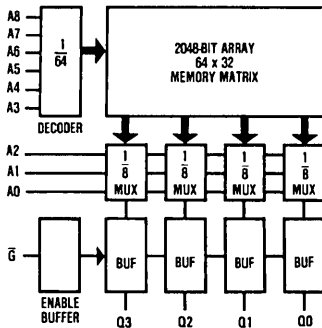 A8
A7
A6
A5
A4
A3
1
64
DECODER
2048-BIT ARRAY
64 x 32
MEMORY MATRIX
A2
A1
A0
1
8
MUX
1
8
MUX
1
8
MUX
1
8
MUX
G̅
ENABLE
BUFFER
BUF
BUF
BUF
BUF
Q3
Q2
Q1
Q0